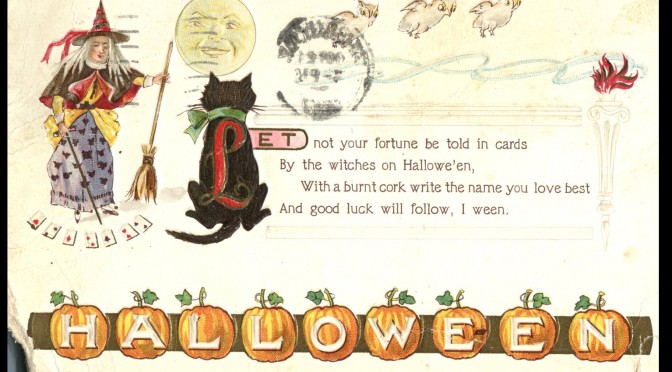 LET not your fortune be told in cards
By the witches on Hallowe'en,
With a burnt cork write the name you love best
And good luck will follow, I ween.
HALLOWEEN